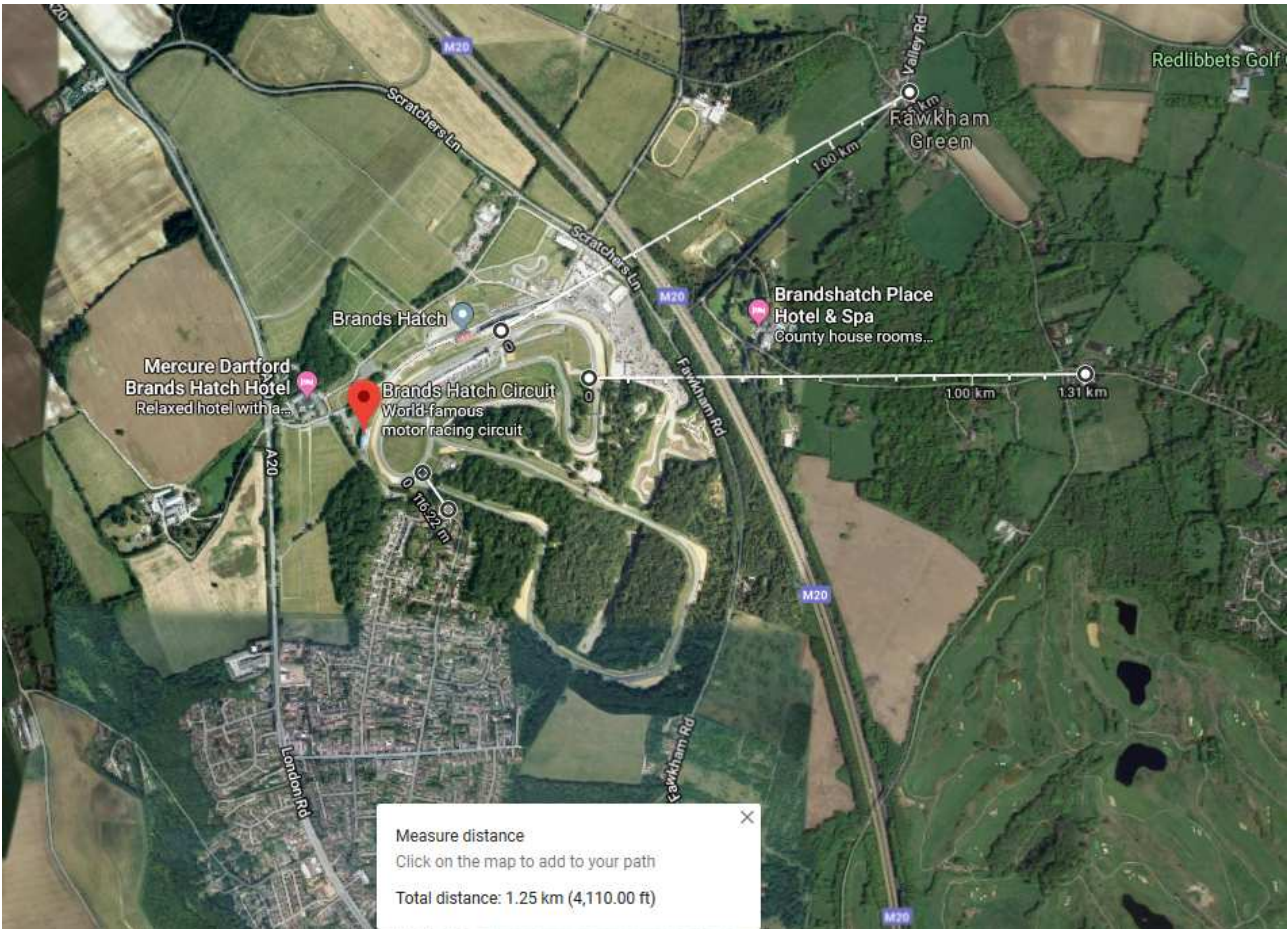 A20
M20
Valley Rd
Redlibbets Golf
Scratchers Ln
Fawkham
Green
1.00 km
Scratchers Ln
M20
Brandshatch Place
Hotel & Spa
County house rooms...
Brands Hatch
0
Mercure Dartford
Brands Hatch Hotel
Relaxed hotel with a...
Brands Hatch Circuit
World-famous
motor racing circuit
Fawkham Rd
0
1.00 km
1.31 km
A20
0
116.22 m
M20
London Rd
Fawkham Rd
Measure distance
Click on the map to add to your path
Total distance: 1.25 km (4,110.00 ft)
M20